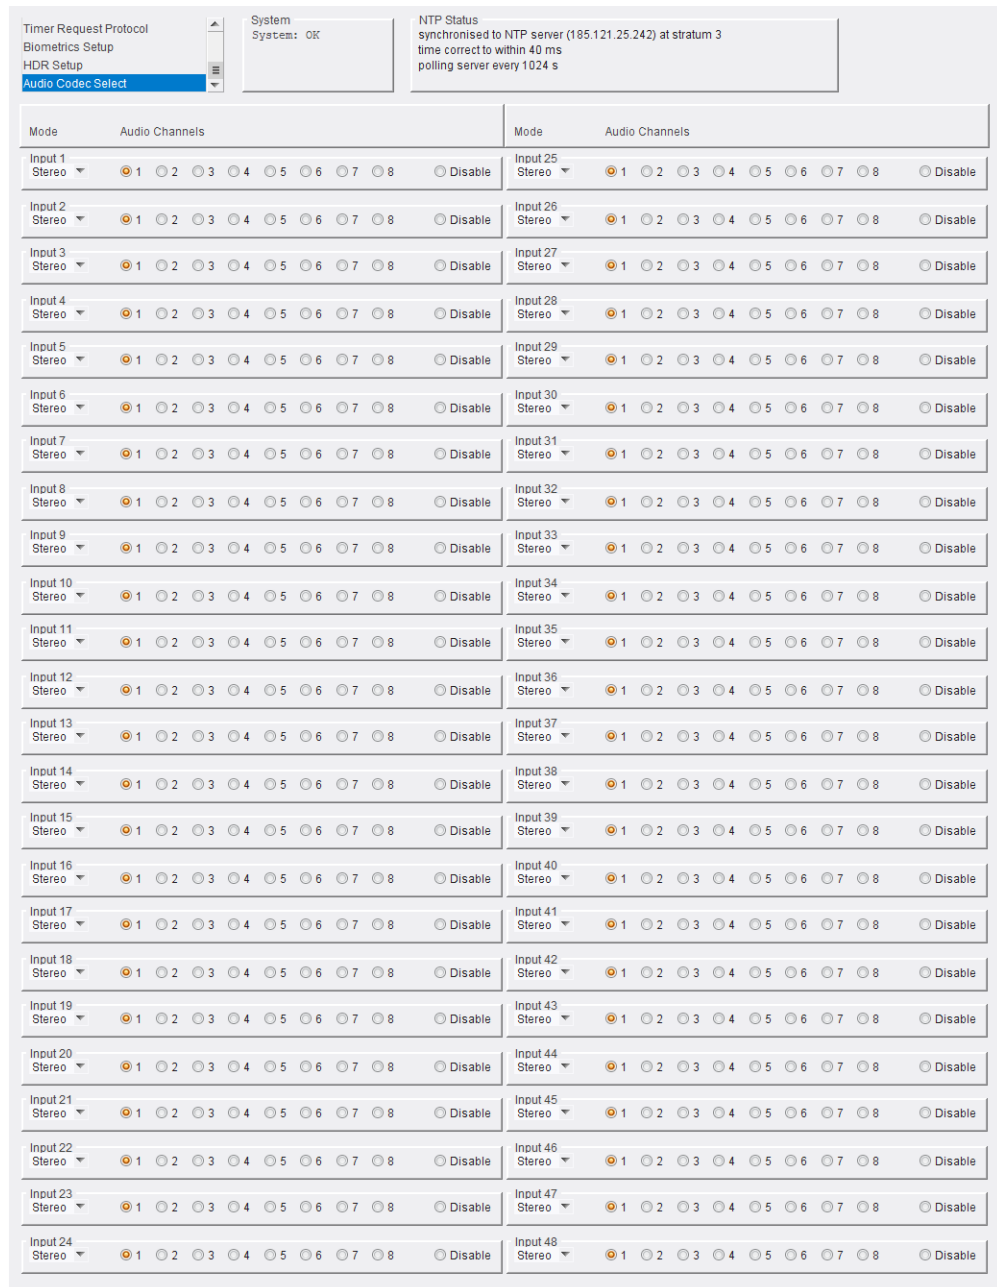 Timer Request Protocol
Biometrics Setup
HDR Setup
Audio Codec Select
System
System: OK
NTP Status
synchronised to NTP server (185.121.25.242) at stratum 3
time correct to within 40 ms
polling server every 1024 s
Mode Audio Channels Mode Audio Channels
Input 1 Input 25
Stereo 1 2 3 4 5 6 7 8 Disable Stereo 1 2 3 4 5 6 7 8 Disable
Input 2 Input 26
Stereo 1 2 3 4 5 6 7 8 Disable Stereo 1 2 3 4 5 6 7 8 Disable
Input 3 Input 27
Stereo 1 2 3 4 5 6 7 8 Disable Stereo 1 2 3 4 5 6 7 8 Disable
Input 4 Input 28
Stereo 1 2 3 4 5 6 7 8 Disable Stereo 1 2 3 4 5 6 7 8 Disable
Input 5 Input 29
Stereo 1 2 3 4 5 6 7 8 Disable Stereo 1 2 3 4 5 6 7 8 Disable
Input 6 Input 30
Stereo 1 2 3 4 5 6 7 8 Disable Stereo 1 2 3 4 5 6 7 8 Disable
Input 7 Input 31
Stereo 1 2 3 4 5 6 7 8 Disable Stereo 1 2 3 4 5 6 7 8 Disable
Input 8 Input 32
Stereo 1 2 3 4 5 6 7 8 Disable Stereo 1 2 3 4 5 6 7 8 Disable
Input 9 Input 33
Stereo 1 2 3 4 5 6 7 8 Disable Stereo 1 2 3 4 5 6 7 8 Disable
Input 10 Input 34
Stereo 1 2 3 4 5 6 7 8 Disable Stereo 1 2 3 4 5 6 7 8 Disable
Input 11 Input 35
Stereo 1 2 3 4 5 6 7 8 Disable Stereo 1 2 3 4 5 6 7 8 Disable
Input 12 Input 36
Stereo 1 2 3 4 5 6 7 8 Disable Stereo 1 2 3 4 5 6 7 8 Disable
Input 13 Input 37
Stereo 1 2 3 4 5 6 7 8 Disable Stereo 1 2 3 4 5 6 7 8 Disable
Input 14 Input 38
Stereo 1 2 3 4 5 6 7 8 Disable Stereo 1 2 3 4 5 6 7 8 Disable
Input 15 Input 39
Stereo 1 2 3 4 5 6 7 8 Disable Stereo 1 2 3 4 5 6 7 8 Disable
Input 16 Input 40
Stereo 1 2 3 4 5 6 7 8 Disable Stereo 1 2 3 4 5 6 7 8 Disable
Input 17 Input 41
Stereo 1 2 3 4 5 6 7 8 Disable Stereo 1 2 3 4 5 6 7 8 Disable
Input 18 Input 42
Stereo 1 2 3 4 5 6 7 8 Disable Stereo 1 2 3 4 5 6 7 8 Disable
Input 19 Input 43
Stereo 1 2 3 4 5 6 7 8 Disable Stereo 1 2 3 4 5 6 7 8 Disable
Input 20 Input 44
Stereo 1 2 3 4 5 6 7 8 Disable Stereo 1 2 3 4 5 6 7 8 Disable
Input 21 Input 45
Stereo 1 2 3 4 5 6 7 8 Disable Stereo 1 2 3 4 5 6 7 8 Disable
Input 22 Input 46
Stereo 1 2 3 4 5 6 7 8 Disable Stereo 1 2 3 4 5 6 7 8 Disable
Input 23 Input 47
Stereo 1 2 3 4 5 6 7 8 Disable Stereo 1 2 3 4 5 6 7 8 Disable
Input 24 Input 48
Stereo 1 2 3 4 5 6 7 8 Disable Stereo 1 2 3 4 5 6 7 8 Disable